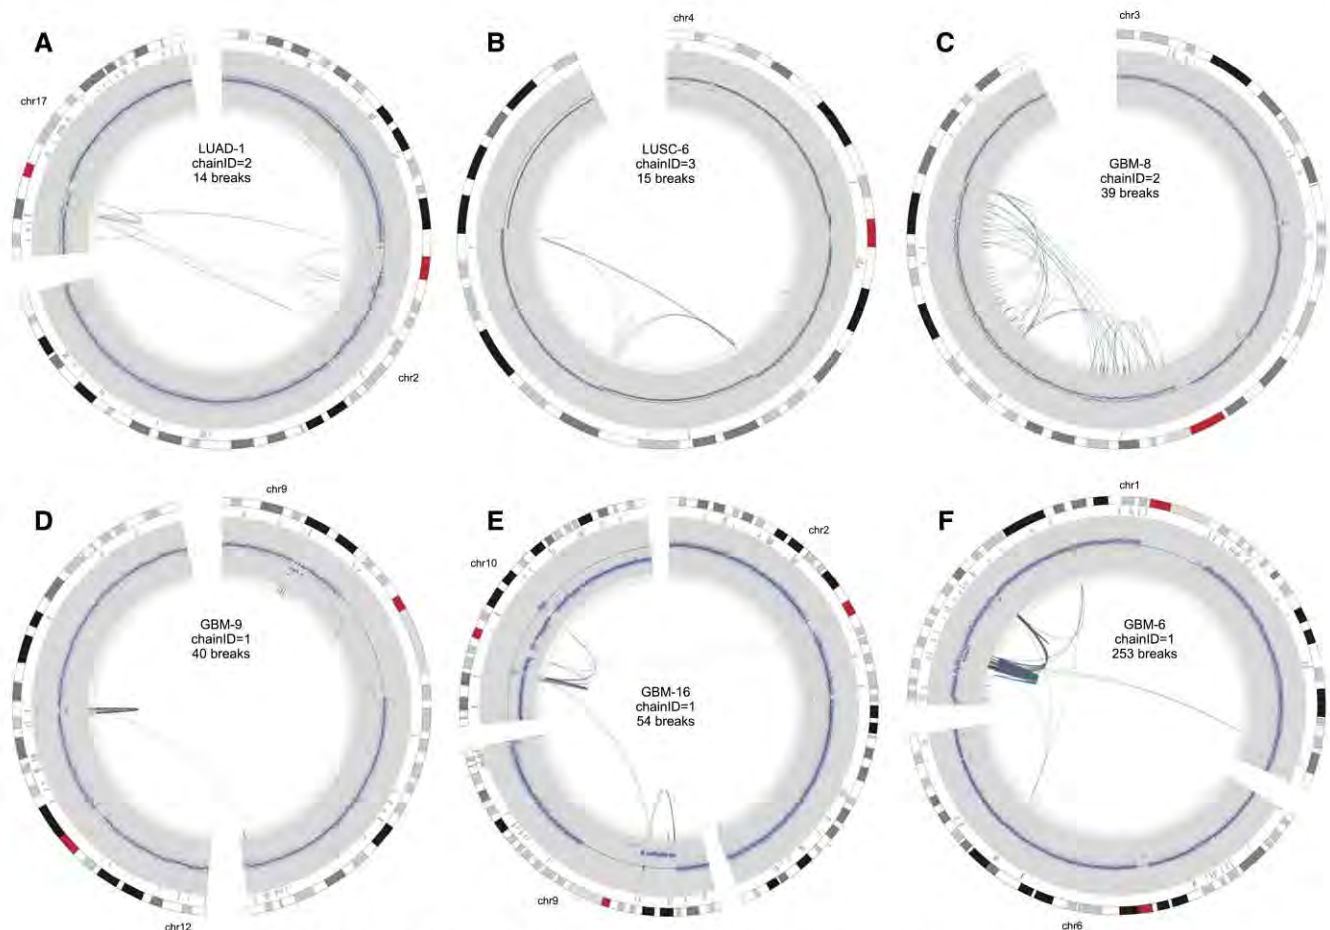 A
chr17
LUAD-1
chainID=2
14 breaks
chr2
B
chr4
LUSC-6
chainID=3
15 breaks
C
chr3
GBM-8
chainID=2
39 breaks
D
chr9
GBM-9
chainID=1
40 breaks
chr12
E
chr2
chr10
GBM-16
chainID=1
54 breaks
chr9
F
chr1
GBM-6
chainID=1
253 breaks
chr6